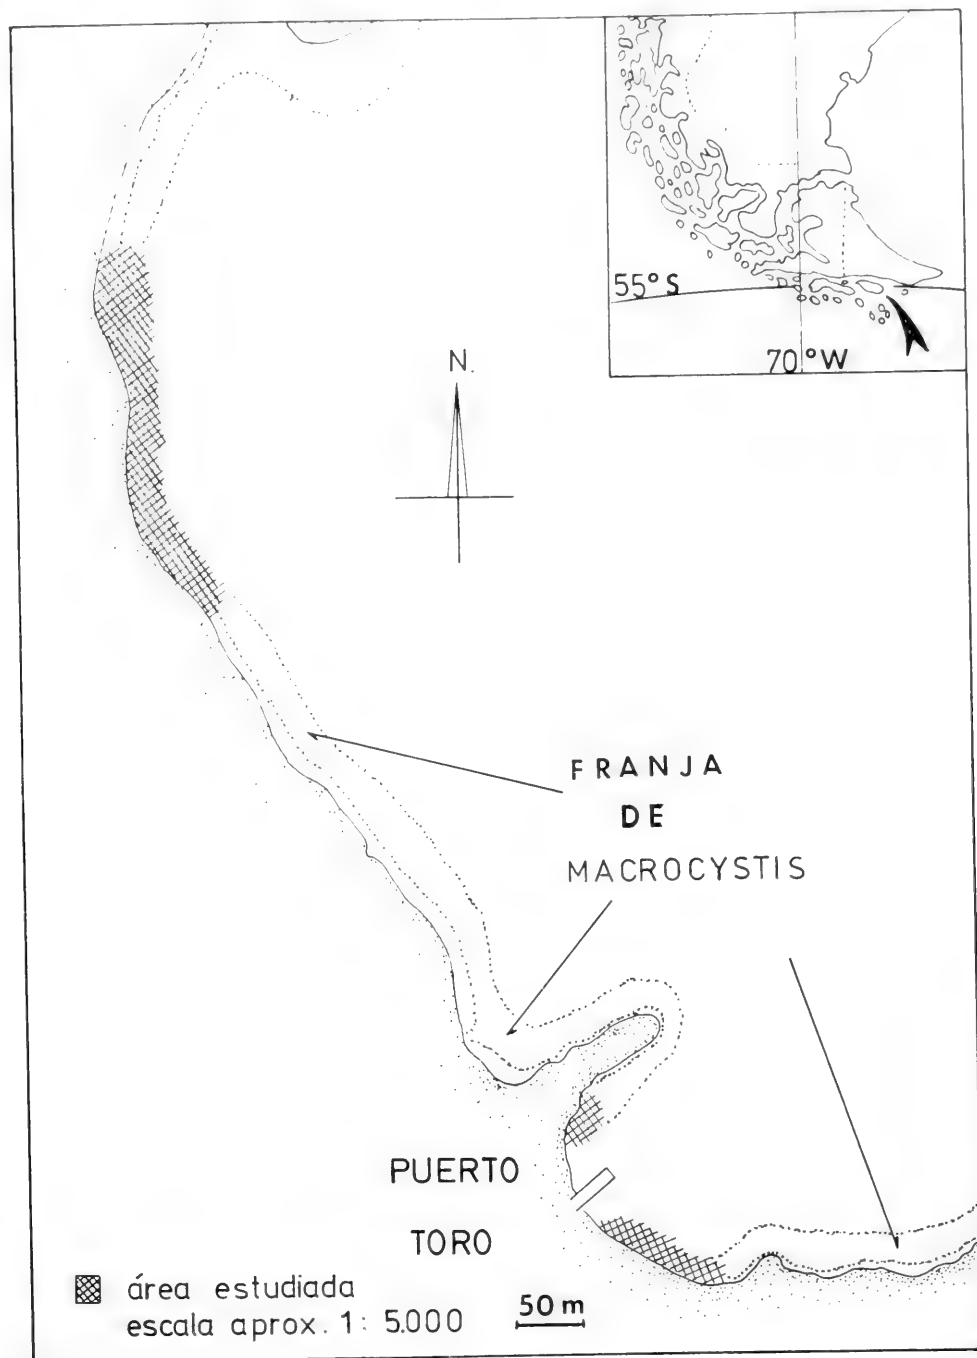 55°S
70°W
N.
FRANJA
DE
MACROCYSTIS
PUERTO
TORO
área estudiada
escala aprox. 1: 5.000
50 m